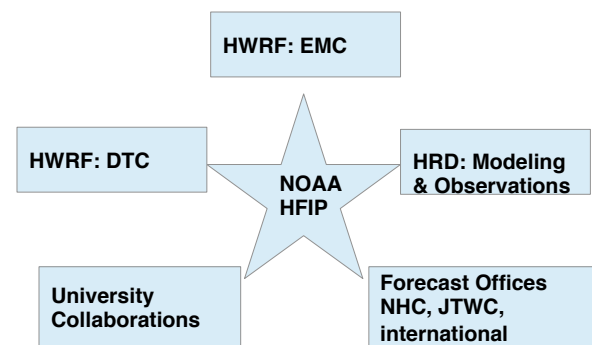 HWRF: EMC
HWRF: DTC
NOAA
HFIP
HRD: Modeling
& Observations
University
Collaborations
Forecast Offices
NHC, JTWC,
international